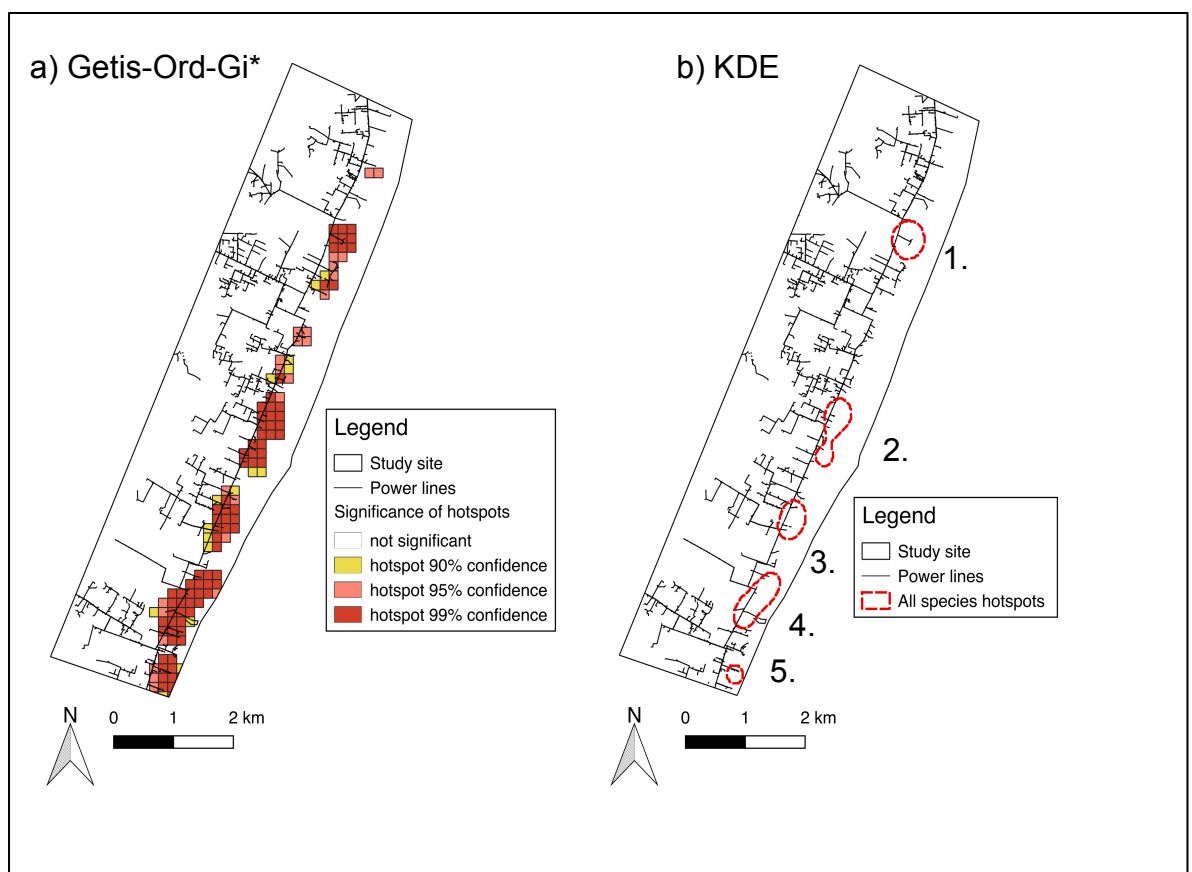 a) Getis-Ord-Gi*
Legend
Study site
Power lines
Significance of hotspots
not significant
hotspot 90% confidence
hotspot 95% confidence
hotspot 99% confidence
N
0 1 2 km
b) KDE
1.
2.
3.
4.
5.
Legend
Study site
Power lines
All species hotspots
N
0 1 2 km